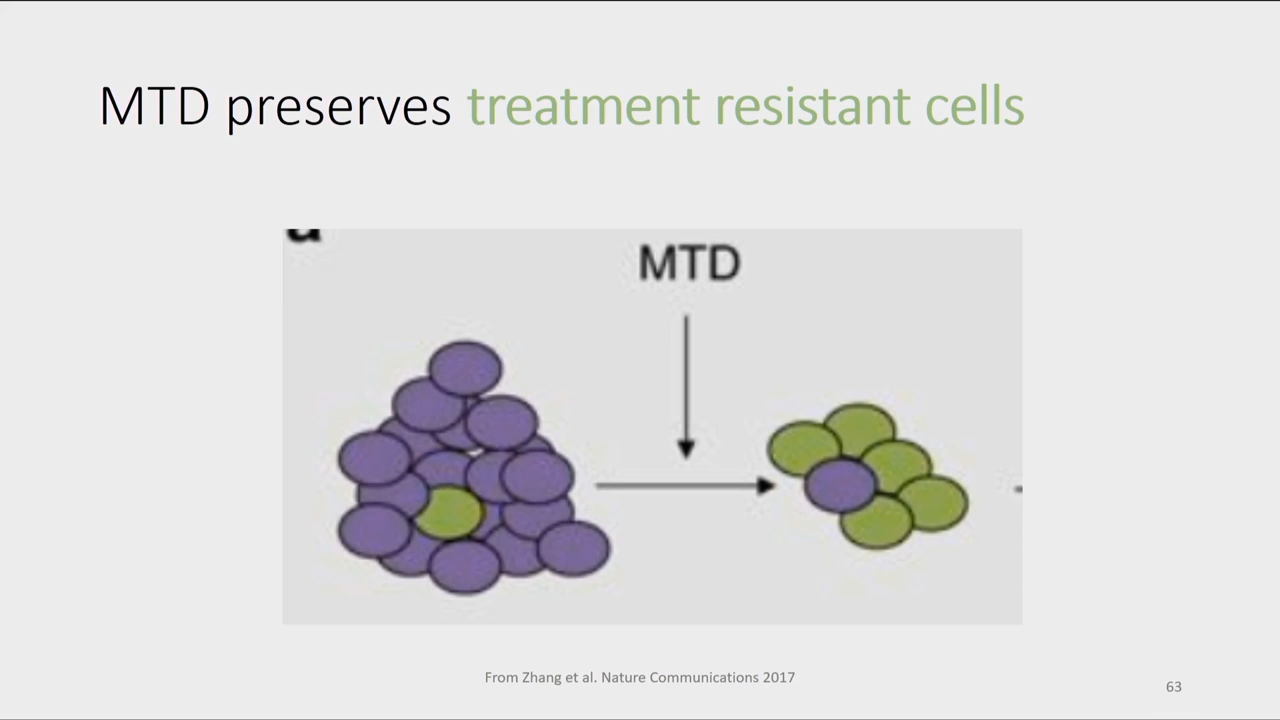 MTD preserves treatment resistant cells
a
MTD
From Zhang et al. Nature Communications 2017
63